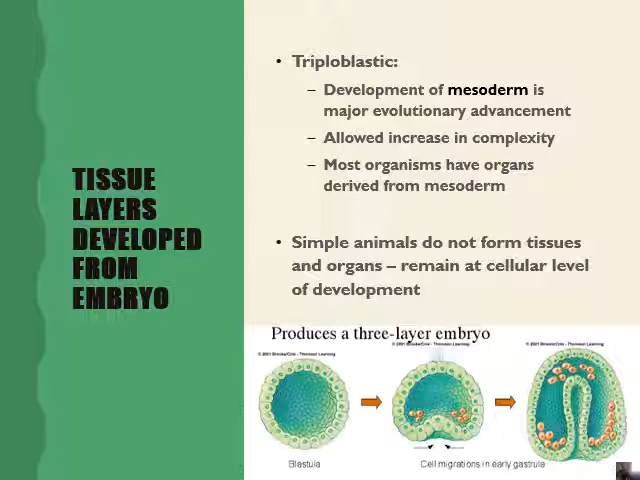 TISSUE
LAYERS
DEVELOPED
FROM
EMBRYO
• Triploblastic:
– Development of mesoderm is
major evolutionary advancement
– Allowed increase in complexity
– Most organisms have organs
derived from mesoderm
• Simple animals do not form tissues
and organs – remain at cellular level
of development
Produces a three-layer embryo
© 2001 Brooks/Cole - Thomson Learning
© 2001 Brooks/Cole - Thomson Learning
© 2001 Brooks/Cole - Thomson Learning
Blastula
Cell migrations in early gastrula